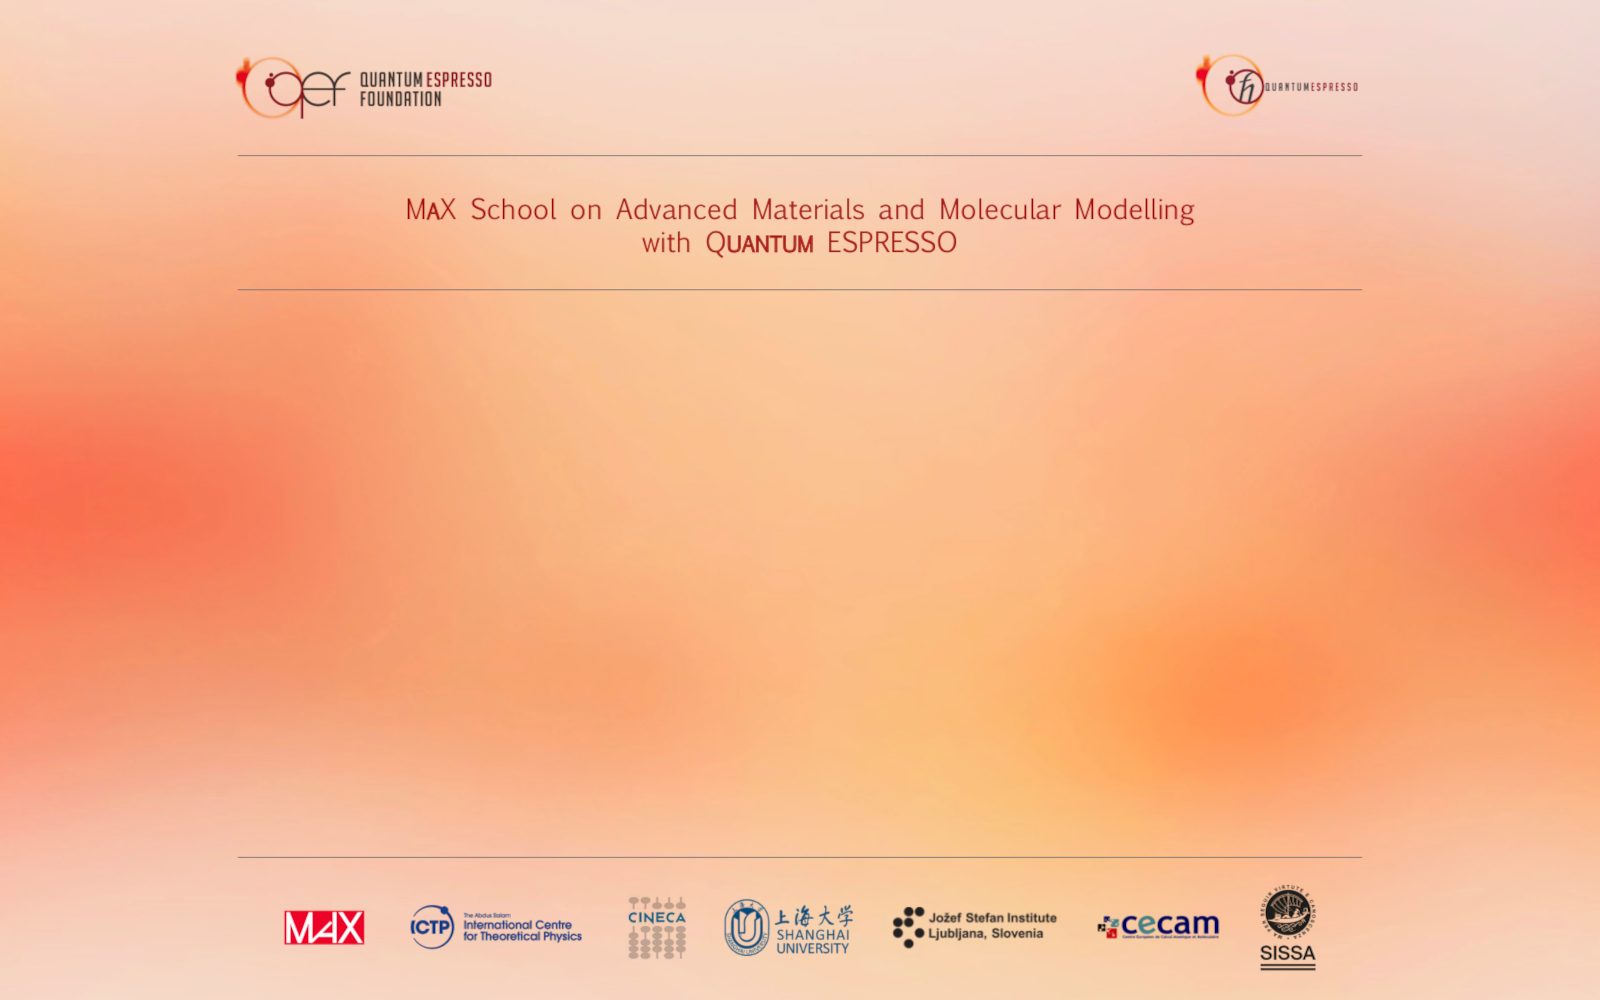 qef QUANTUM ESPRESSO
FOUNDATION
QUANTUMESPRESSO
MAX School on Advanced Materials and Molecular Modelling
with QUANTUM ESPRESSO
MAX
ICTP
The Abdus Salam
International Centre
for Theoretical Physics
CINECA
上海大学
SHANGHAI
UNIVERSITY
Jožef Stefan Institute
Ljubljana, Slovenia
cecam
SISSA